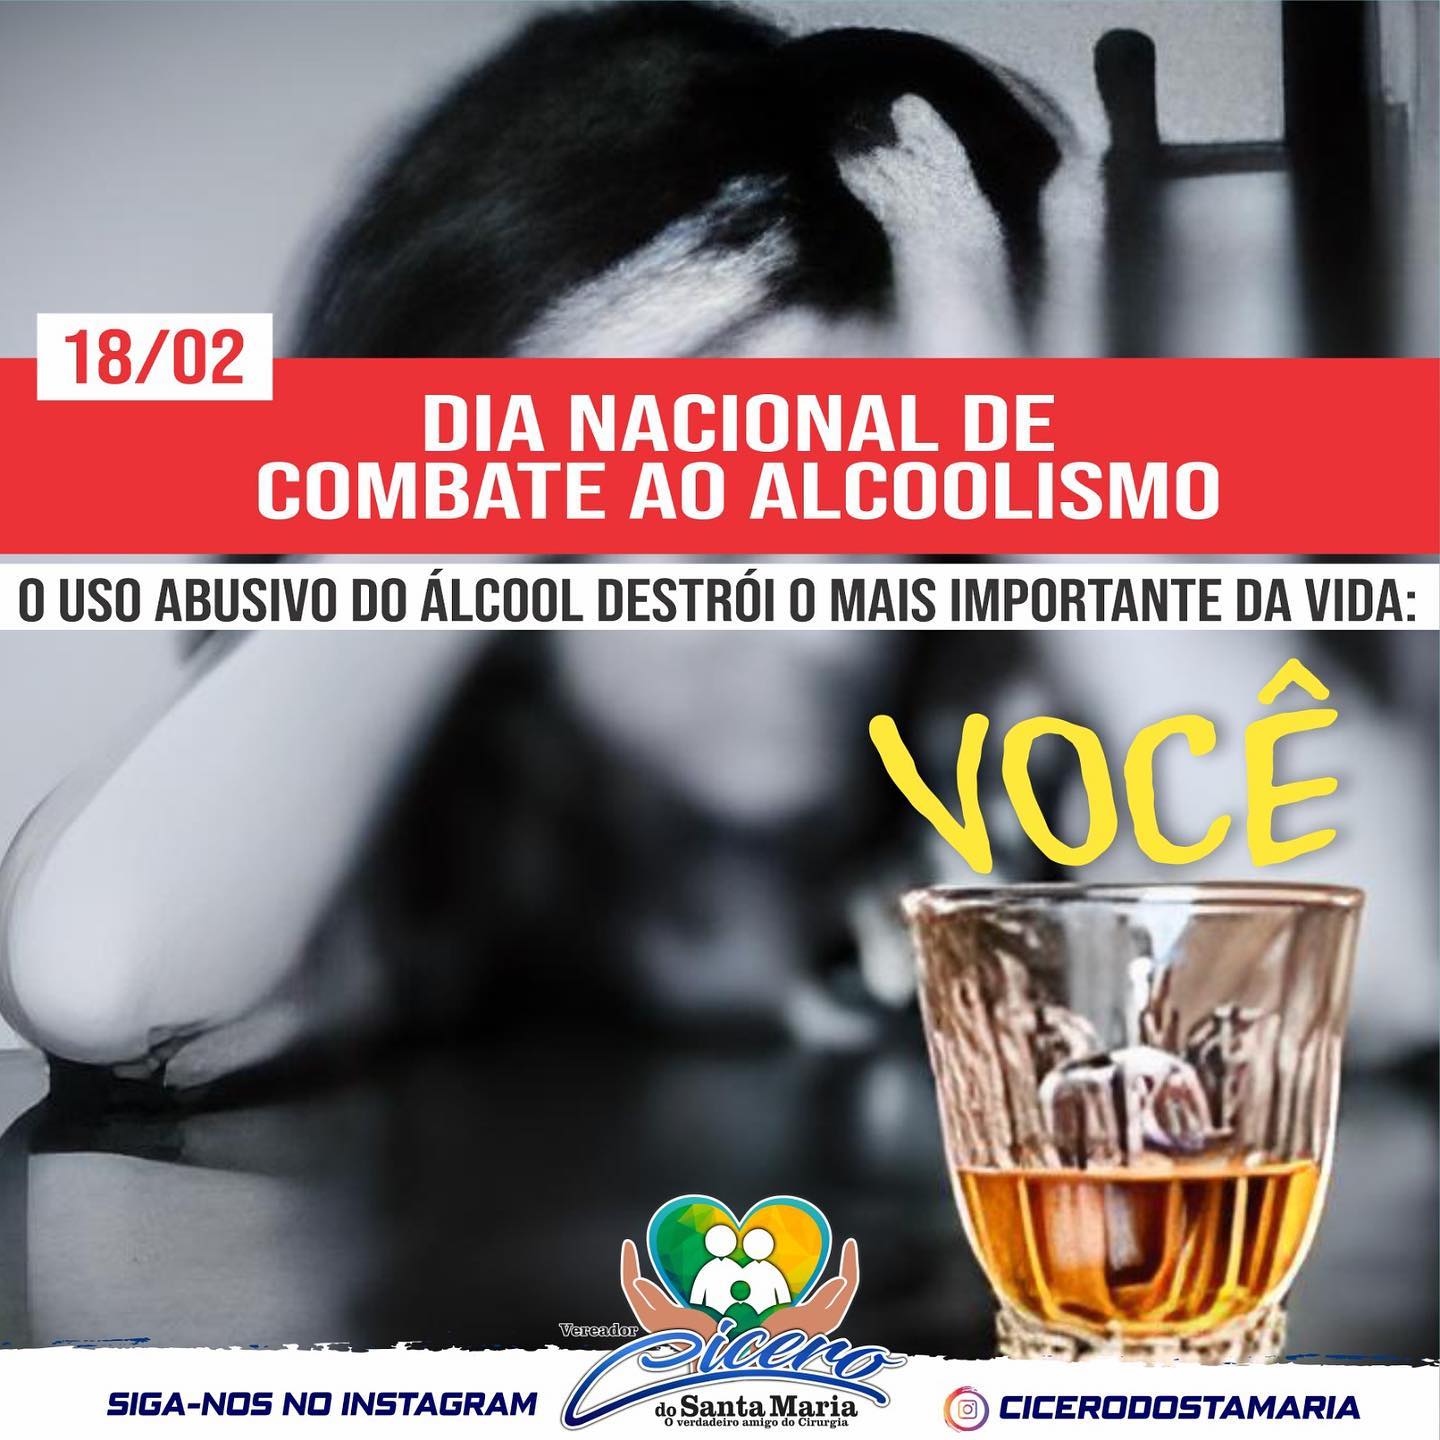 18/02
DIA NACIONAL DE
COMBATE AO ALCOOLISMO
O USO ABUSIVO DO ÁLCOOL DESTRÓI O MAIS IMPORTANTE DA VIDA:
VOCÊ
Vereador
Cicero
do Santa Maria
O verdadeiro amigo do Cirurgia
SIGA-NOS NO INSTAGRAM
CICERODOSTAMARIA